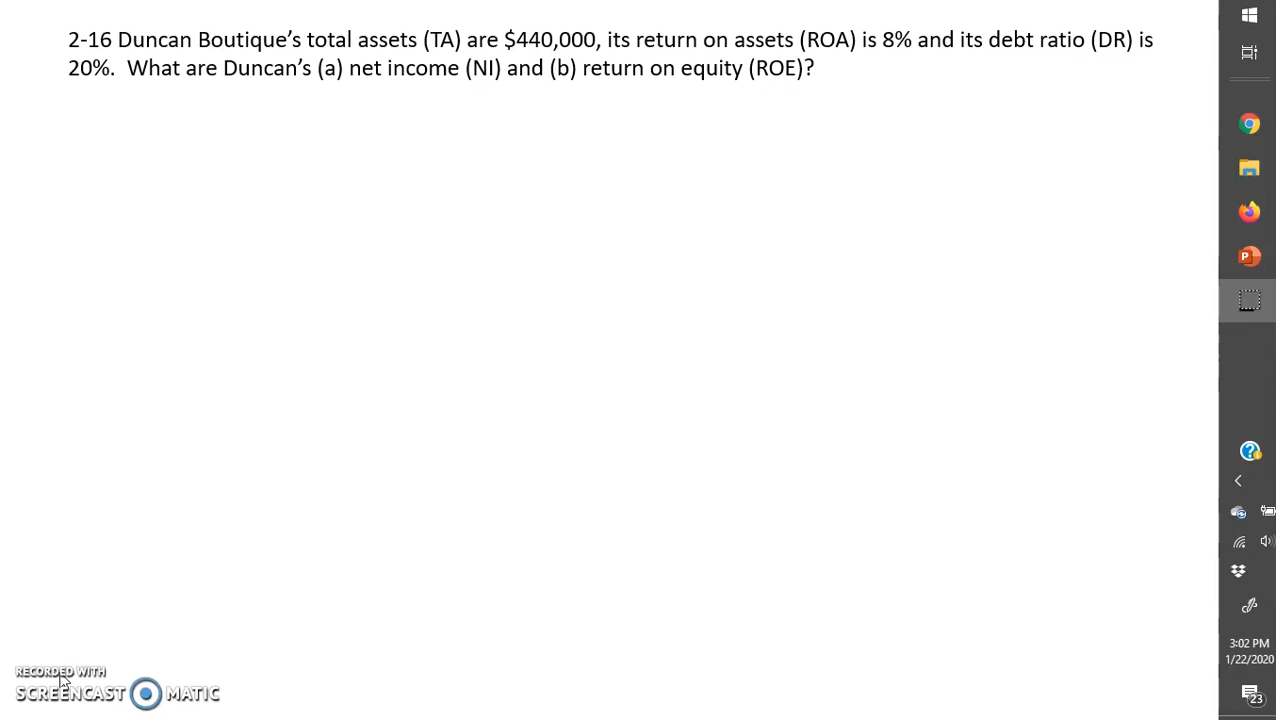 2-16 Duncan Boutique’s total assets (TA) are $440,000, its return on assets (ROA) is 8% and its debt ratio (DR) is
20%.  What are Duncan’s (a) net income (NI) and (b) return on equity (ROE)?
3:02 PM
1/22/2020
23
RECORDED WITH
SCREENCAST MATIC